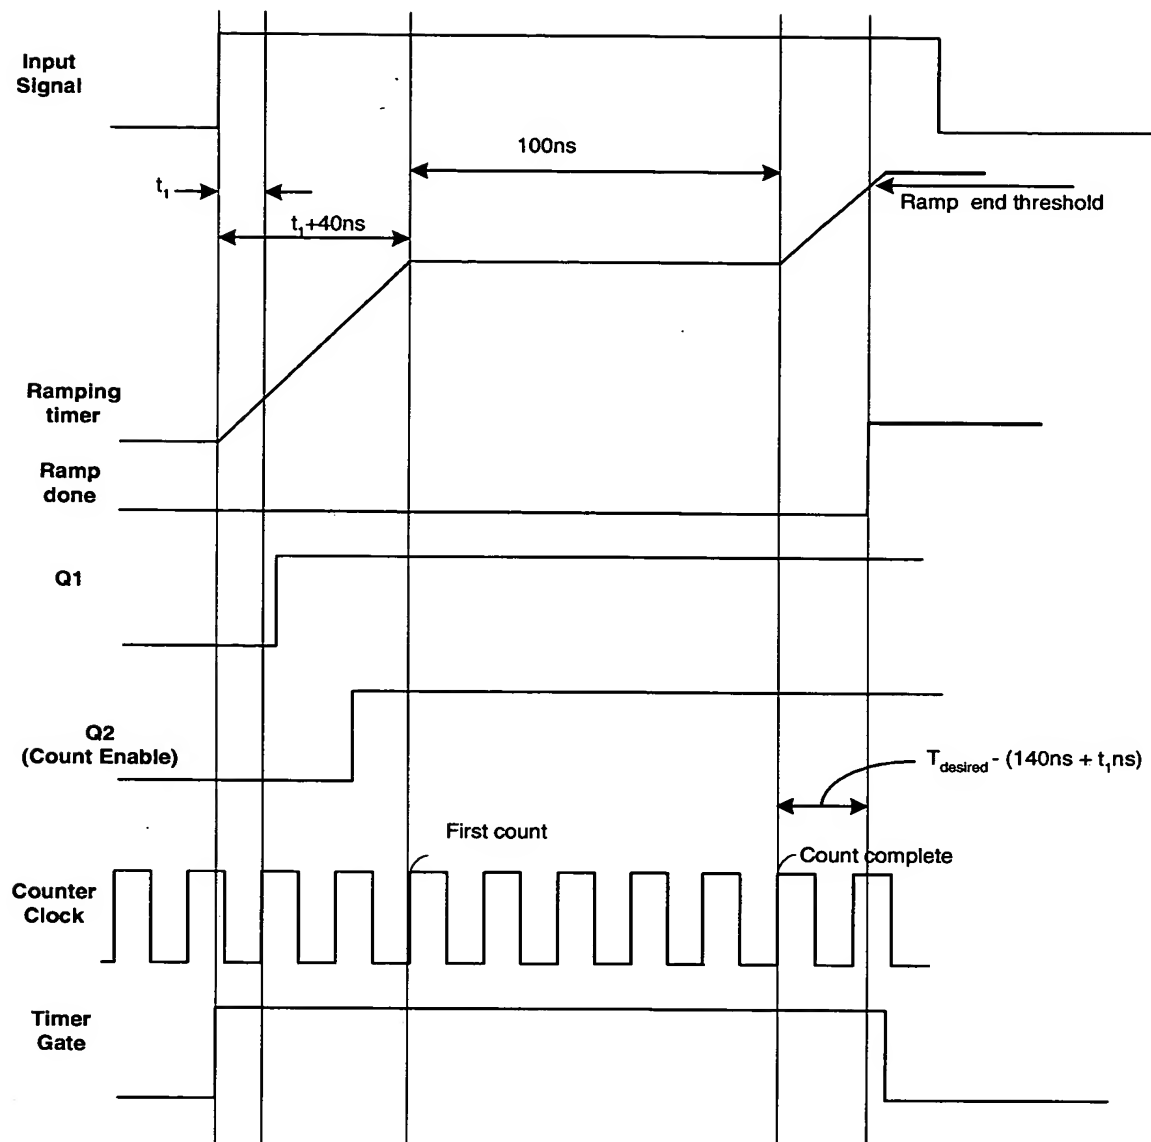 Input
Signal
100ns
t1
Ramp end threshold
t1+40ns
Ramping
timer
Ramp
done
Q1
Q2
(Count Enable)
Tdesired - (140ns + t1ns)
First count
Count complete
Counter
Clock
Timer
Gate